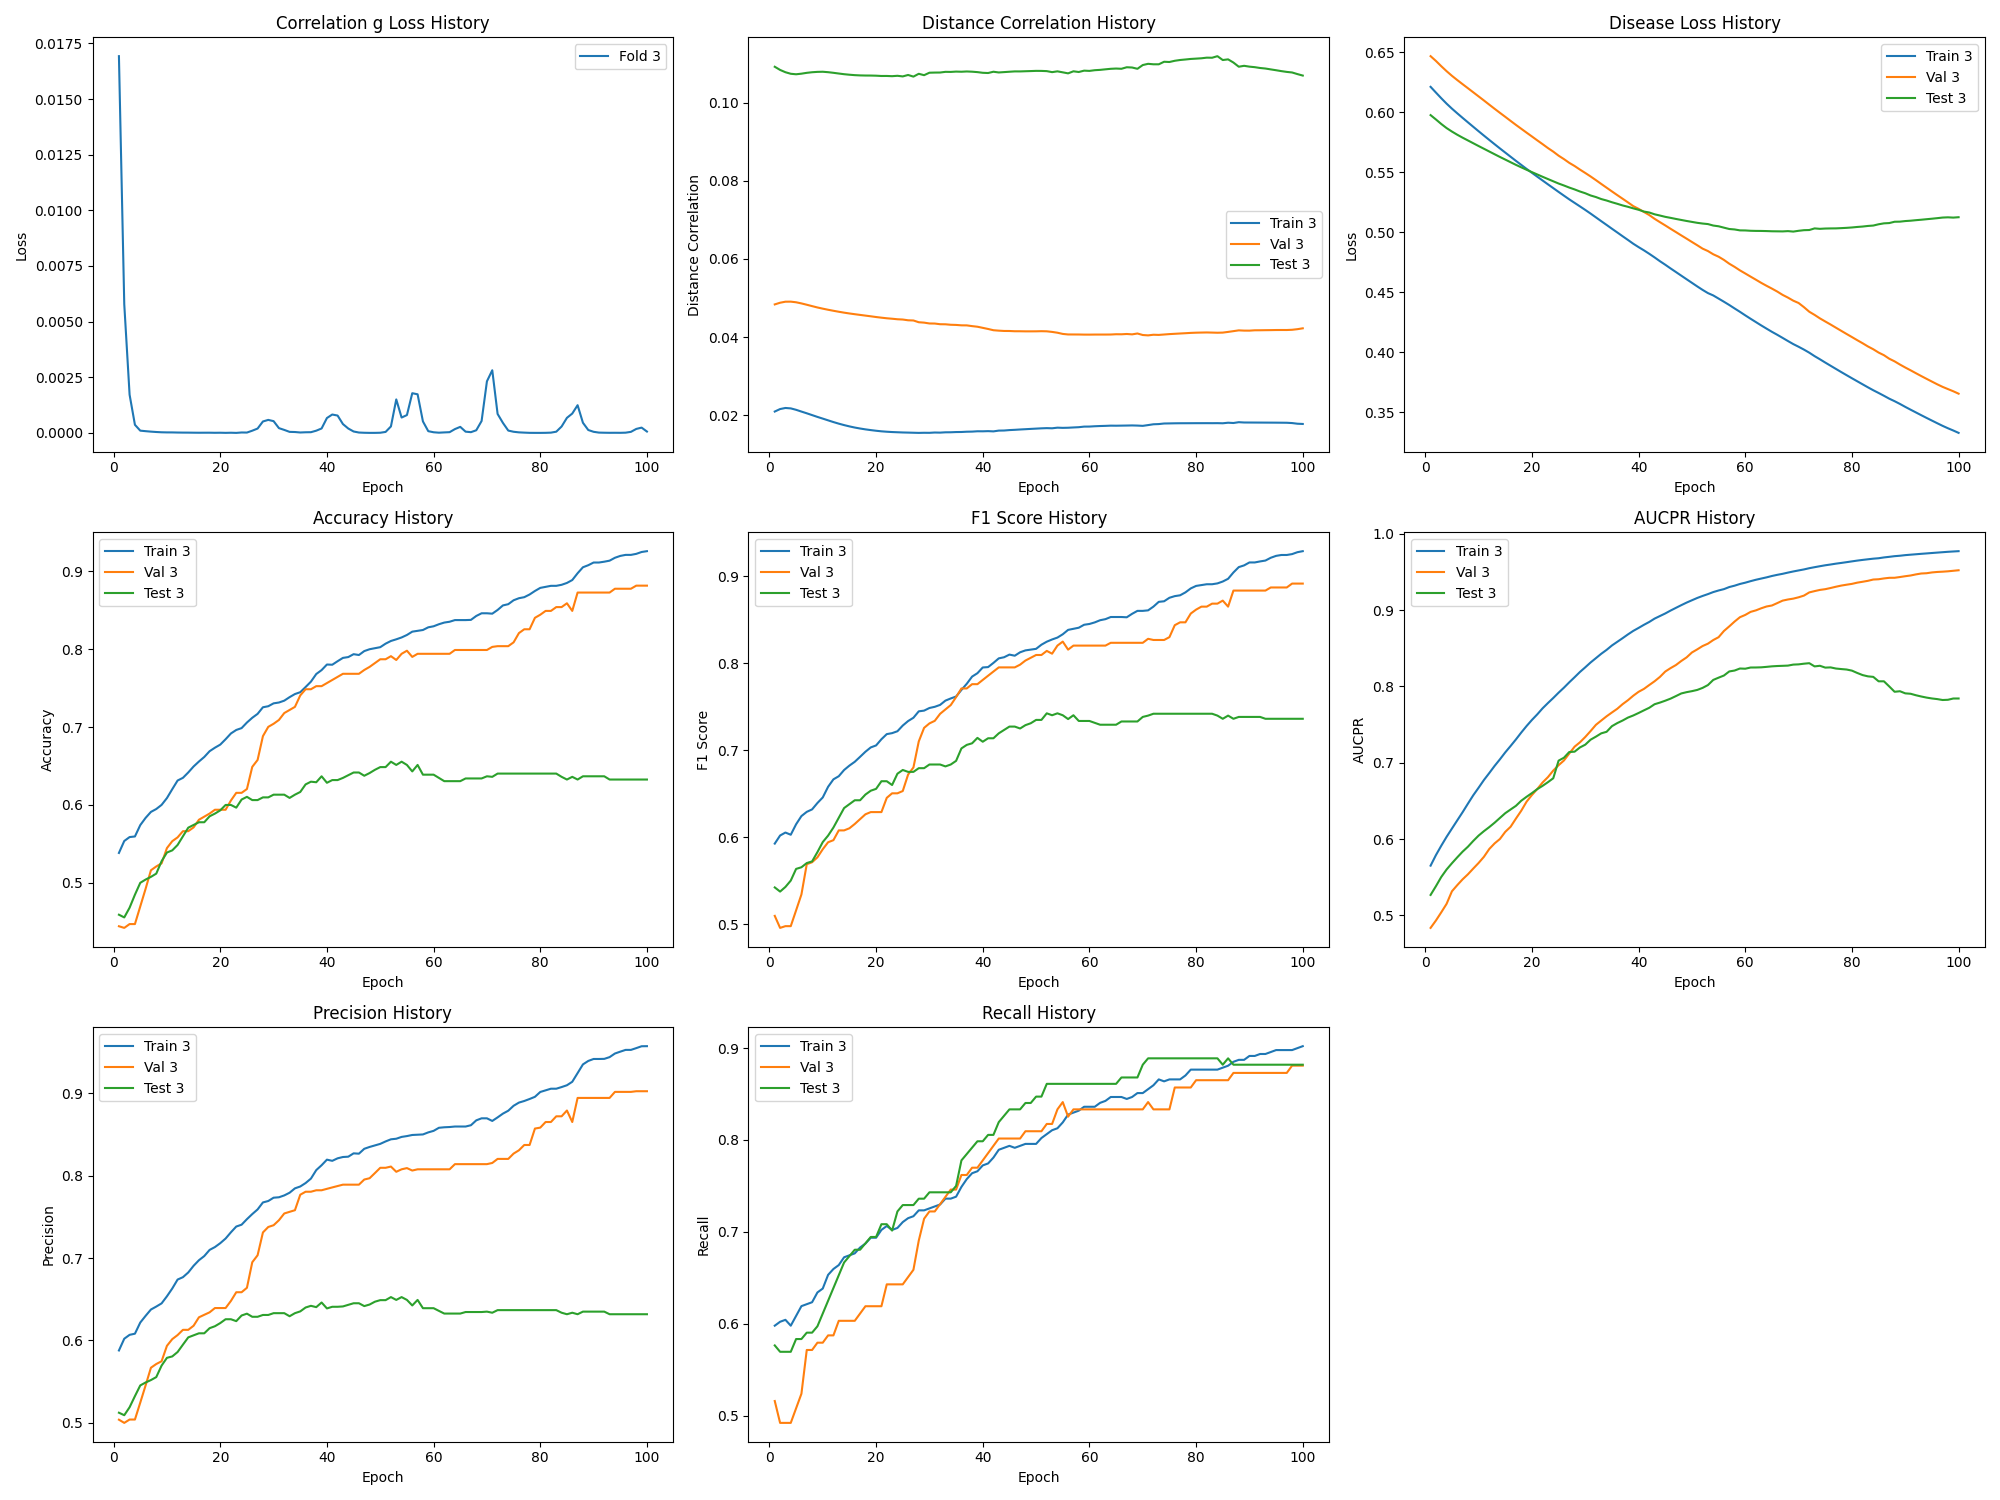 Correlation g Loss History
Loss
0.0175
0.0150
0.0125
0.0100
0.0075
0.0050
0.0025
0.0000
Fold 3
0 20 40 60 80 100
Epoch
Distance Correlation History
Distance Correlation
0.10
0.08
0.06
0.04
0.02
Train 3
Val 3
Test 3
0 20 40 60 80 100
Epoch
Disease Loss History
Loss
0.65
0.60
0.55
0.50
0.45
0.40
0.35
Train 3
Val 3
Test 3
0 20 40 60 80 100
Epoch
Accuracy History
Accuracy
0.9
0.8
0.7
0.6
0.5
Train 3
Val 3
Test 3
0 20 40 60 80 100
Epoch
F1 Score History
F1 Score
0.9
0.8
0.7
0.6
0.5
Train 3
Val 3
Test 3
0 20 40 60 80 100
Epoch
AUCPR History
AUCPR
1.0
0.9
0.8
0.7
0.6
0.5
Train 3
Val 3
Test 3
0 20 40 60 80 100
Epoch
Precision History
Precision
0.9
0.8
0.7
0.6
0.5
Train 3
Val 3
Test 3
0 20 40 60 80 100
Epoch
Recall History
Recall
0.9
0.8
0.7
0.6
0.5
Train 3
Val 3
Test 3
0 20 40 60 80 100
Epoch